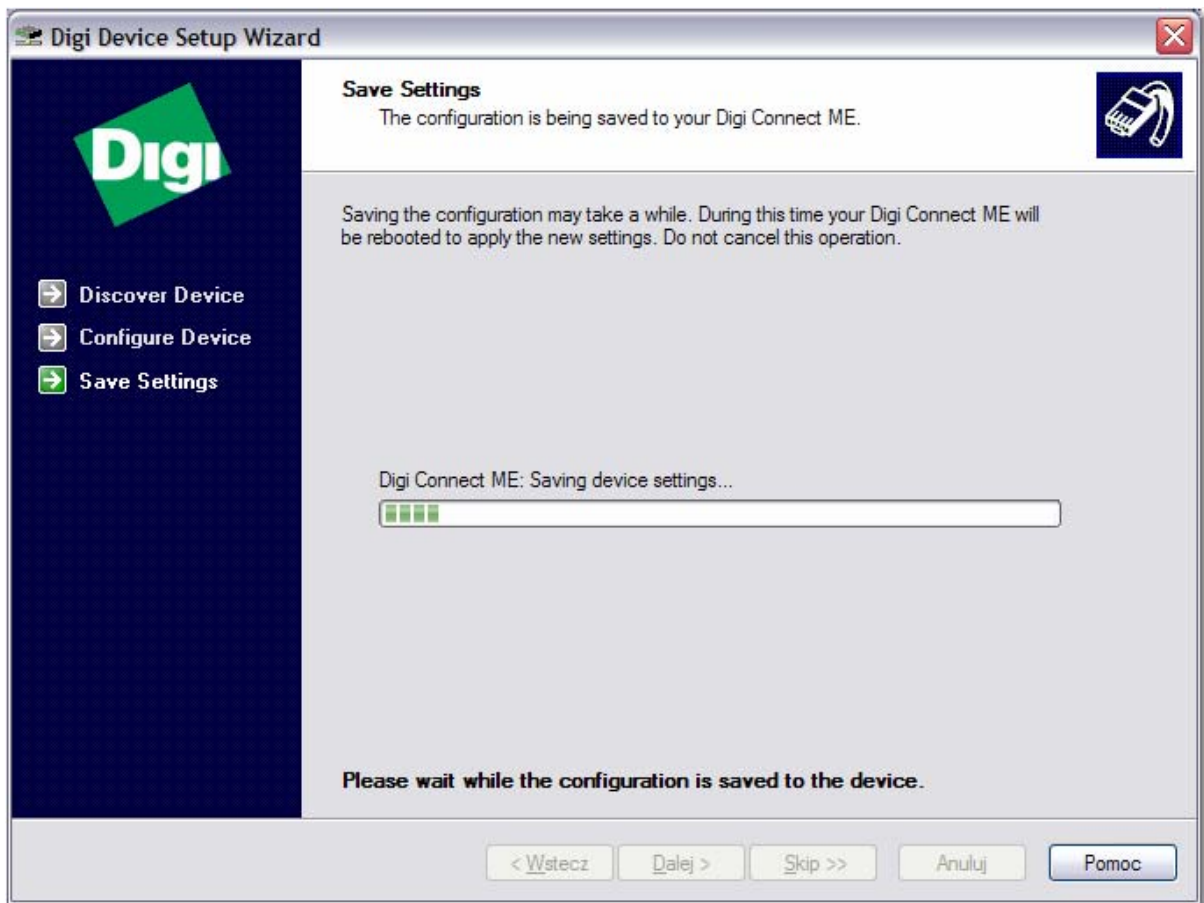 Digi Device Setup Wizard
Digi
Discover Device
Configure Device
Save Settings
Save Settings
The configuration is being saved to your Digi Connect ME.
Saving the configuration may take a while. During this time your Digi Connect ME will
be rebooted to apply the new settings. Do not cancel this operation.
Digi Connect ME: Saving device settings...
Please wait while the configuration is saved to the device.
< Wstecz
Dalej >
Skip >>
Anuluj
Pomoc